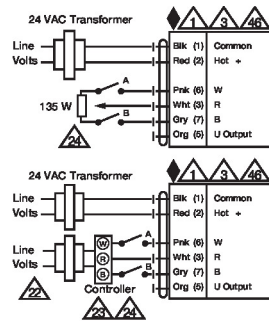 24 VAC Transformer
1 3 46
Line Volts
Blk (1) Common
Red (2) Hot +
A
Pnk (6) W
135 W
Wht (3) R
B
Gry (7) B
Org (5) U Output
24
24 VAC Transformer
1 3 46
Line Volts
Blk (1) Common
Red (2) Hot +
A
Line Volts
W
Pnk (6) W
R
Wht (3) R
B
B
Gry (7) B
Org (5) U Output
Controller
22
23 24